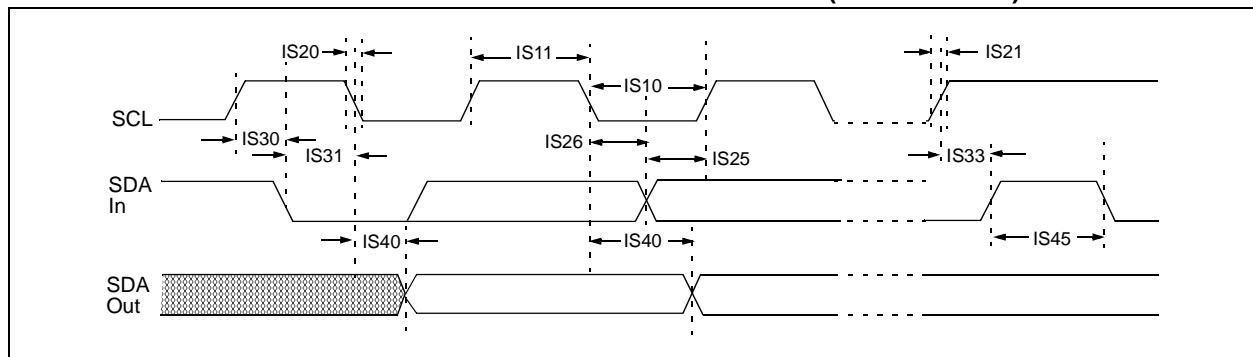 IS20
IS11
IS21
IS10
SCL
IS30
IS26
IS31
IS25
IS33
SDA
In
IS40
IS40
IS45
SDA
Out